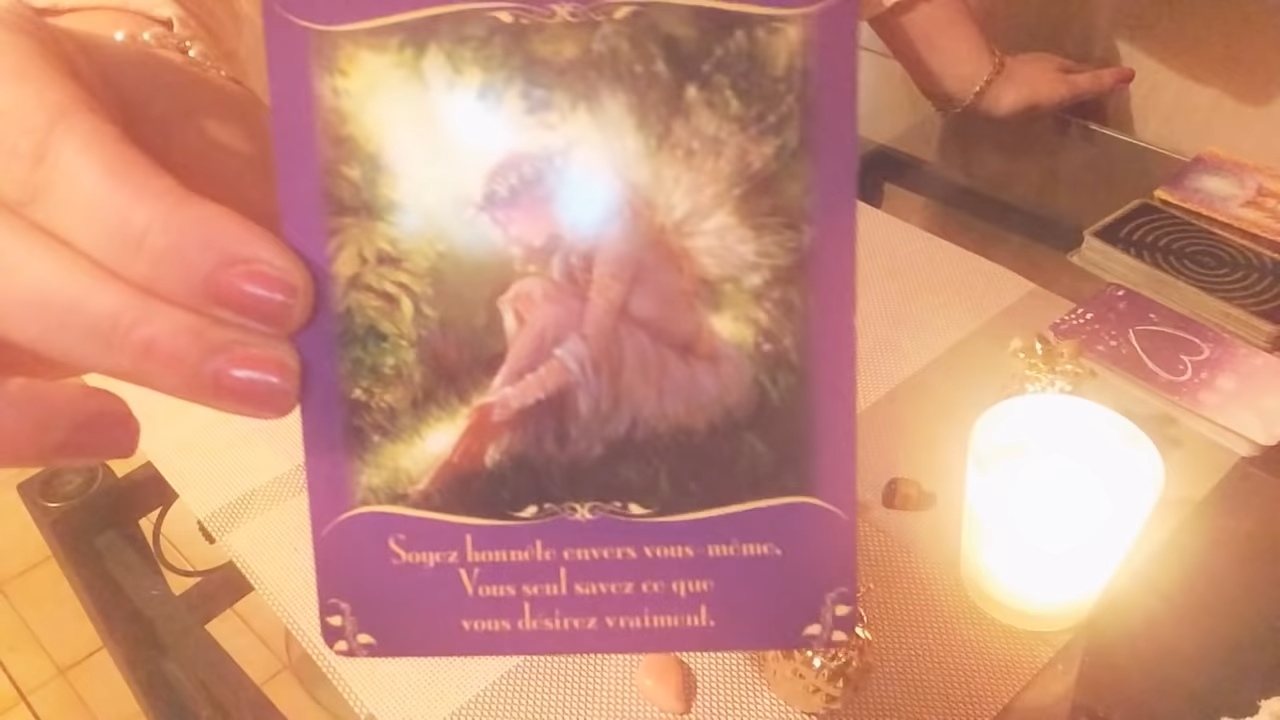 Soyez honnête envers vous-même.
Vous seul savez ce que
vous désirez vraiment.